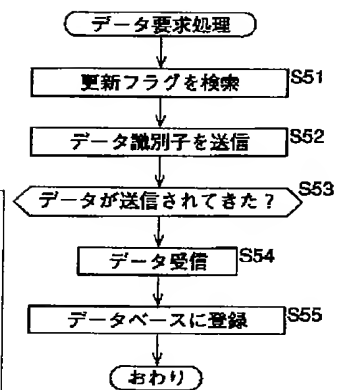 データ要求処理
更新フラグを検索 S51
データ識別子を送信 S52
データが送信されてきた? S53
データ受信 S54
データベースに登録 S55
おわり